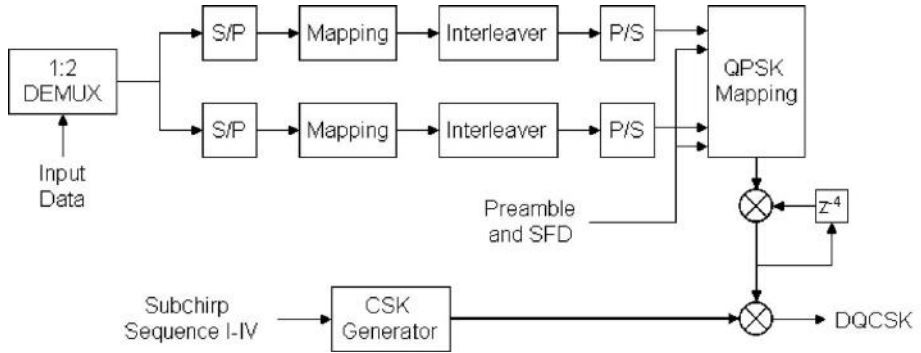 S/P
Mapping
Interleaver
P/S
1:2
DEMUX
QPSK
Mapping
S/P
Mapping
Interleaver
P/S
Input
Data
Preamble
and SFD
z-4
Subchirp
Sequence I-IV
CSK
Generator
DQCSK